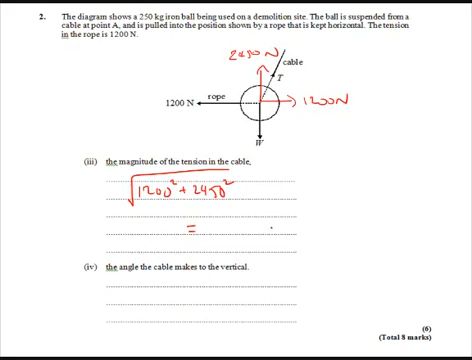 2. The diagram shows a 250 kg iron ball being used on a demolition site. The ball is suspended from a
cable at point A, and is pulled into the position shown by a rope that is kept horizontal. The tension
in the rope is 1200 N.
2450 N
cable
T
rope
1200 N
1200N
W
(iii) the magnitude of the tension in the cable,
√1200² + 2450²
=
(iv) the angle the cable makes to the vertical.
(6)
(Total 8 marks)